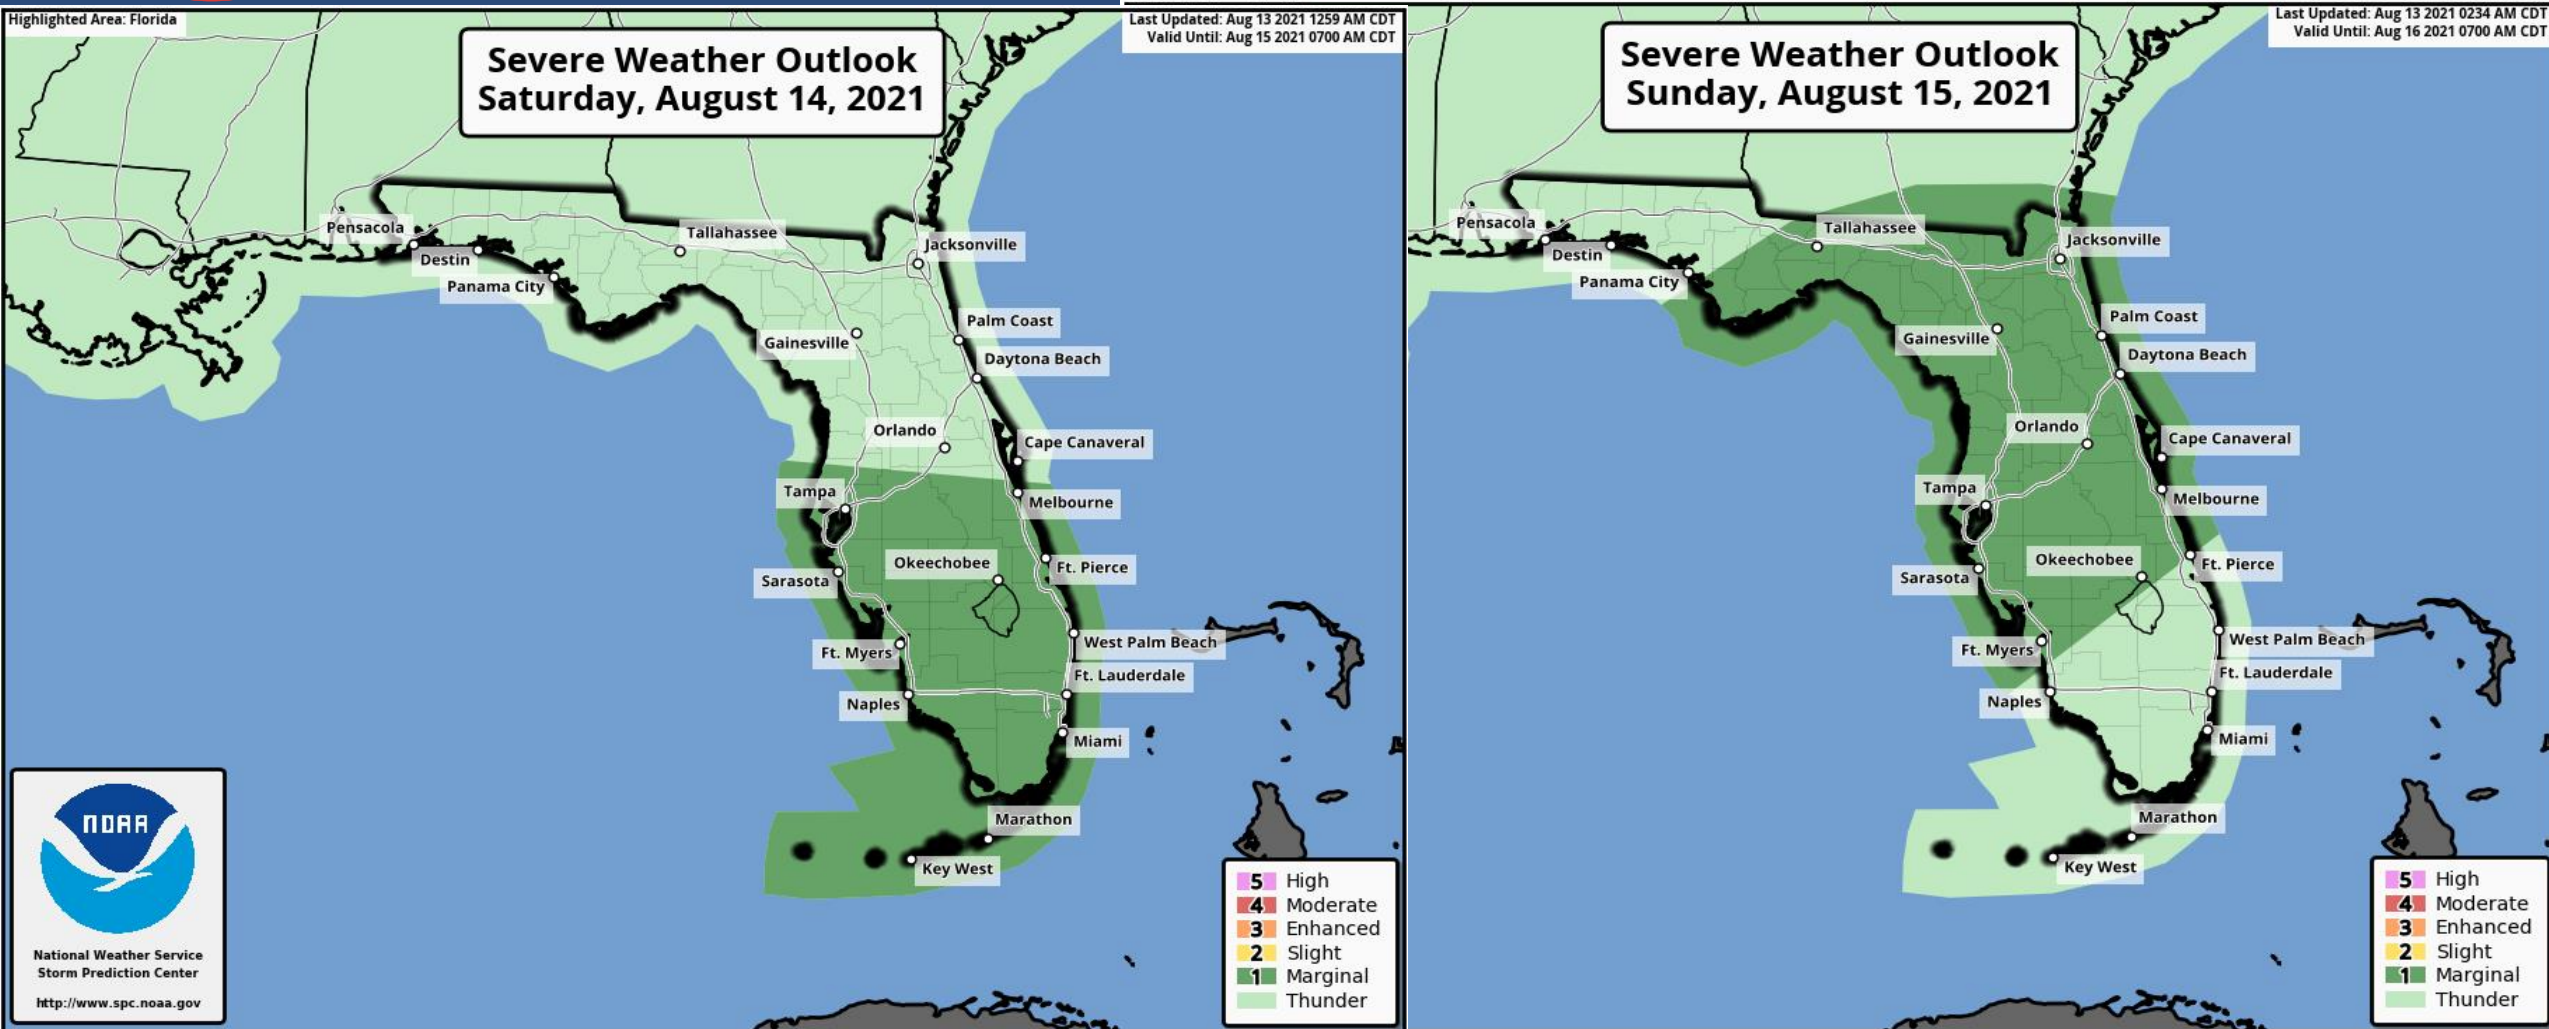 Highlighted Area: Florida
Last Updated: Aug 13 2021 1259 AM CDT
Valid Until: Aug 15 2021 0700 AM CDT
Severe Weather Outlook
Saturday, August 14, 2021
Pensacola
Tallahassee
Jacksonville
Destin
Panama City
Palm Coast
Gainesville
Daytona Beach
Orlando
Cape Canaveral
Tampa
Melbourne
Okeechobee
Ft. Pierce
Sarasota
West Palm Beach
Ft. Myers
Ft. Lauderdale
Naples
Miami
Marathon
Key West
NOAA
National Weather Service
Storm Prediction Center
http://www.spc.noaa.gov
5 High
4 Moderate
3 Enhanced
2 Slight
1 Marginal
Thunder
Last Updated: Aug 13 2021 0234 AM CDT
Valid Until: Aug 16 2021 0700 AM CDT
Severe Weather Outlook
Sunday, August 15, 2021
Pensacola
Tallahassee
Jacksonville
Destin
Panama City
Palm Coast
Gainesville
Daytona Beach
Orlando
Cape Canaveral
Tampa
Melbourne
Okeechobee
Ft. Pierce
Sarasota
West Palm Beach
Ft. Myers
Ft. Lauderdale
Naples
Miami
Marathon
Key West
5 High
4 Moderate
3 Enhanced
2 Slight
1 Marginal
Thunder